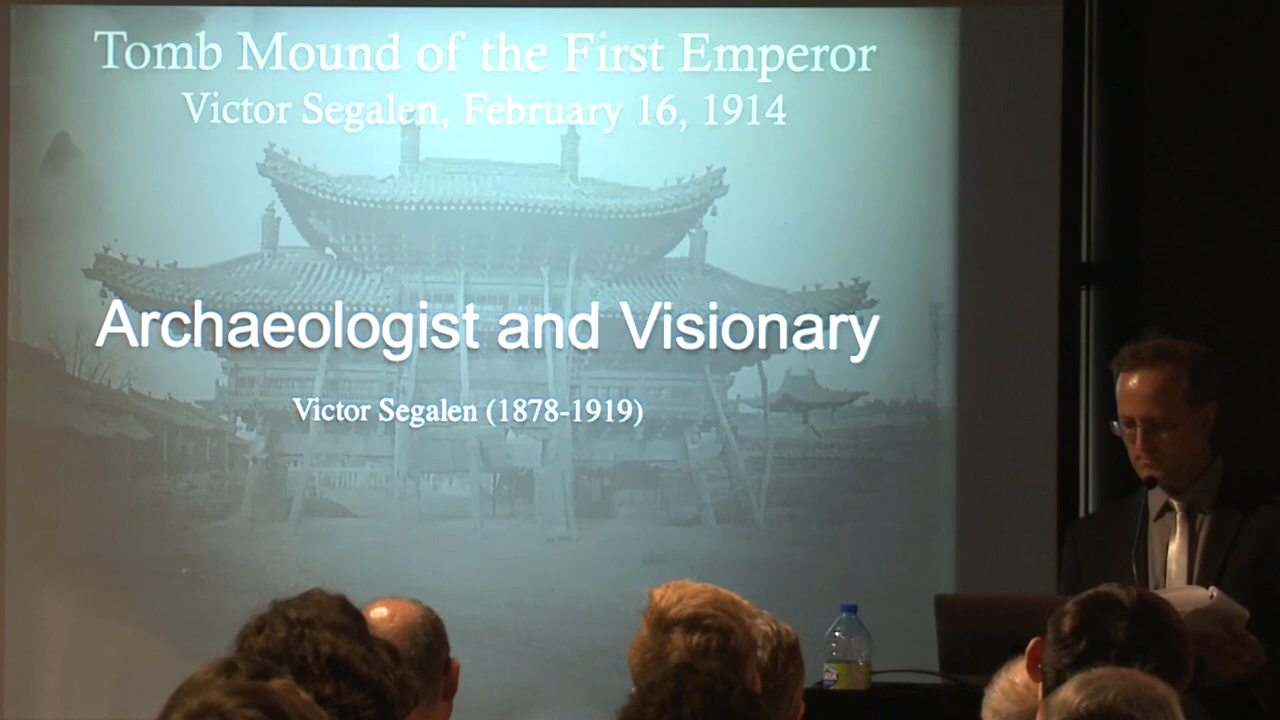 Tomb Mound of the First Emperor
Victor Segalen, February 16, 1914
Archaeologist and Visionary
Victor Segalen (1878-1919)